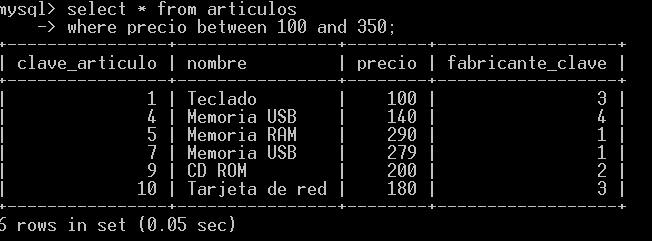 mysql> select * from articulos
    -> where precio between 100 and 350;
+----------------+----------------+--------+------------------+
| clave_articulo | nombre         | precio | fabricante_clave |
+----------------+----------------+--------+------------------+
|              1 | Teclado        |    100 |                3 |
|              4 | Memoria USB    |    140 |                4 |
|              5 | Memoria RAM    |    290 |                1 |
|              7 | Memoria USB    |    279 |                1 |
|              9 | CD ROM         |    200 |                2 |
|             10 | Tarjeta de red |    180 |                3 |
+----------------+----------------+--------+------------------+
6 rows in set (0.05 sec)